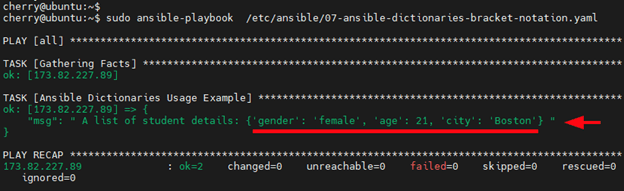 cherry@ubuntu:~$
cherry@ubuntu:~$ sudo ansible-playbook  /etc/ansible/07-ansible-dictionaries-bracket-notation.yaml
PLAY [all] *********************************************************************************
TASK [Gathering Facts] *********************************************************************
ok: [173.82.227.89]
TASK [Ansible Dictionaries Usage Example] **************************************************
ok: [173.82.227.89] => {
    "msg": " A list of student details: {'gender': 'female', 'age': 21, 'city': 'Boston'} "
}
PLAY RECAP *********************************************************************************
173.82.227.89              : ok=2    changed=0    unreachable=0    failed=0    skipped=0    rescued=0
   ignored=0